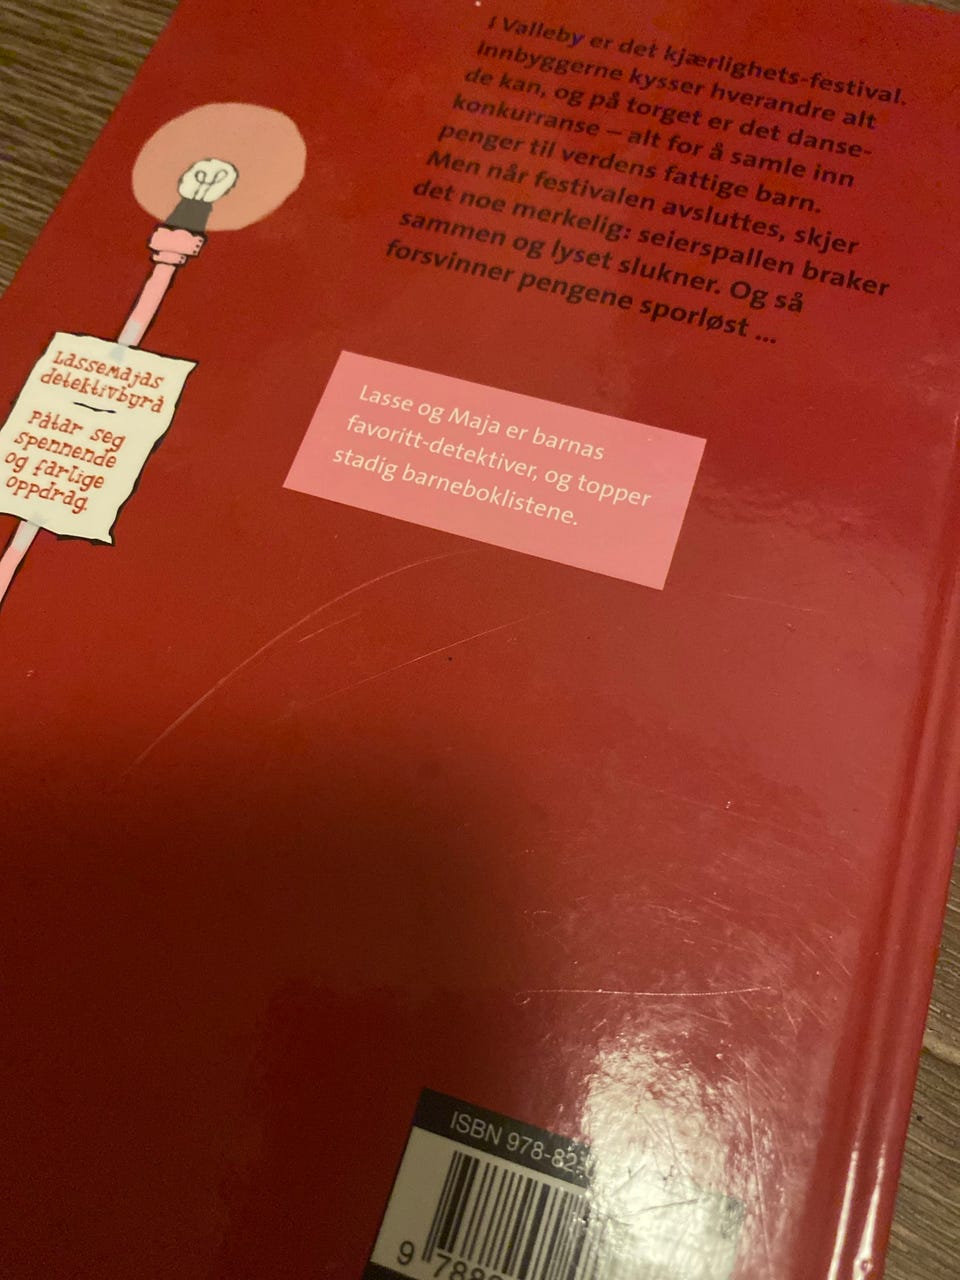 I Valleby er det kjærlighets-festival.
Innbyggerne kysser hverandre alt
de kan, og på torget er det danse-
konkurranse – alt for å samle inn
penger til verdens fattige barn.
Men når festivalen avsluttes, skjer
det noe merkelig: seierspallen braker
sammen og lyset slukner. Og så
forsvinner pengene sporløst ...
LasseMajas
detektivbyrå
Påtar seg
spennende
og farlige
oppdrag.
Lasse og Maja er barnas
favoritt-detektiver, og topper
stadig barneboklistene.
ISBN 978-82-
9 788